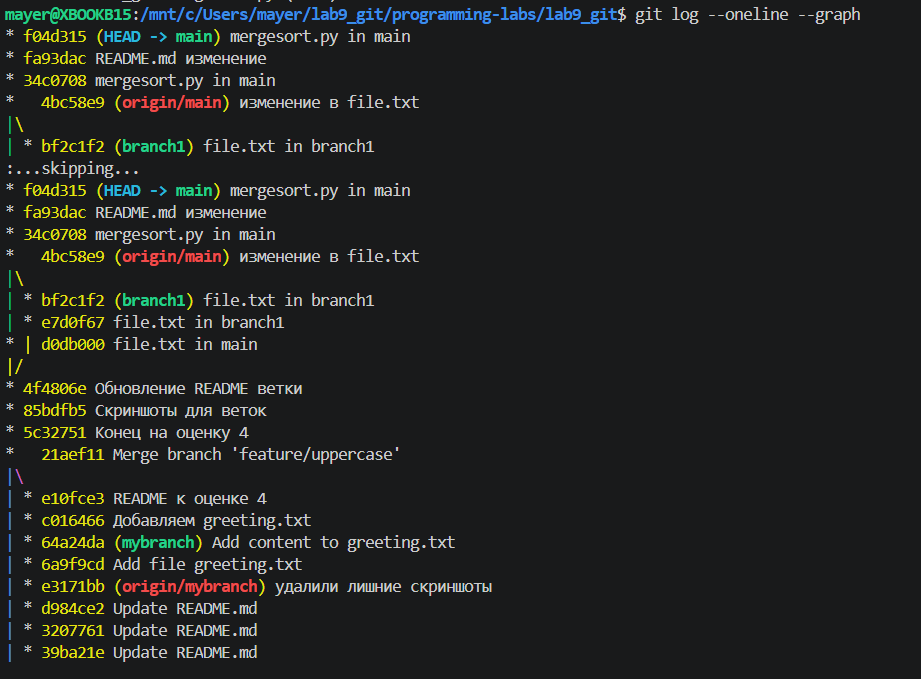 mayer@XBOOKB15:/mnt/c/Users/mayer/lab9_git/programming-labs/lab9_git$ git log --oneline --graph
* f04d315 (HEAD -> main) mergesort.py in main
* fa93dac README.md изменение
* 34c0708 mergesort.py in main
*   4bc58e9 (origin/main) изменение в file.txt
|\
| * bf2c1f2 (branch1) file.txt in branch1
:...skipping...
* f04d315 (HEAD -> main) mergesort.py in main
* fa93dac README.md изменение
* 34c0708 mergesort.py in main
*   4bc58e9 (origin/main) изменение в file.txt
|\
| * bf2c1f2 (branch1) file.txt in branch1
| * e7d0f67 file.txt in branch1
* | d0db000 file.txt in main
|/
* 4f4806e Обновление README ветки
* 85bdfb5 Скриншоты для веток
* 5c32751 Конец на оценку 4
*   21aef11 Merge branch 'feature/uppercase'
|\
| * e10fce3 README к оценке 4
| * c016466 Добавляем greeting.txt
| * 64a24da (mybranch) Add content to greeting.txt
| * 6a9f9cd Add file greeting.txt
| * e3171bb (origin/mybranch) удалили лишние скриншоты
| * d984ce2 Update README.md
| * 3207761 Update README.md
| * 39ba21e Update README.md